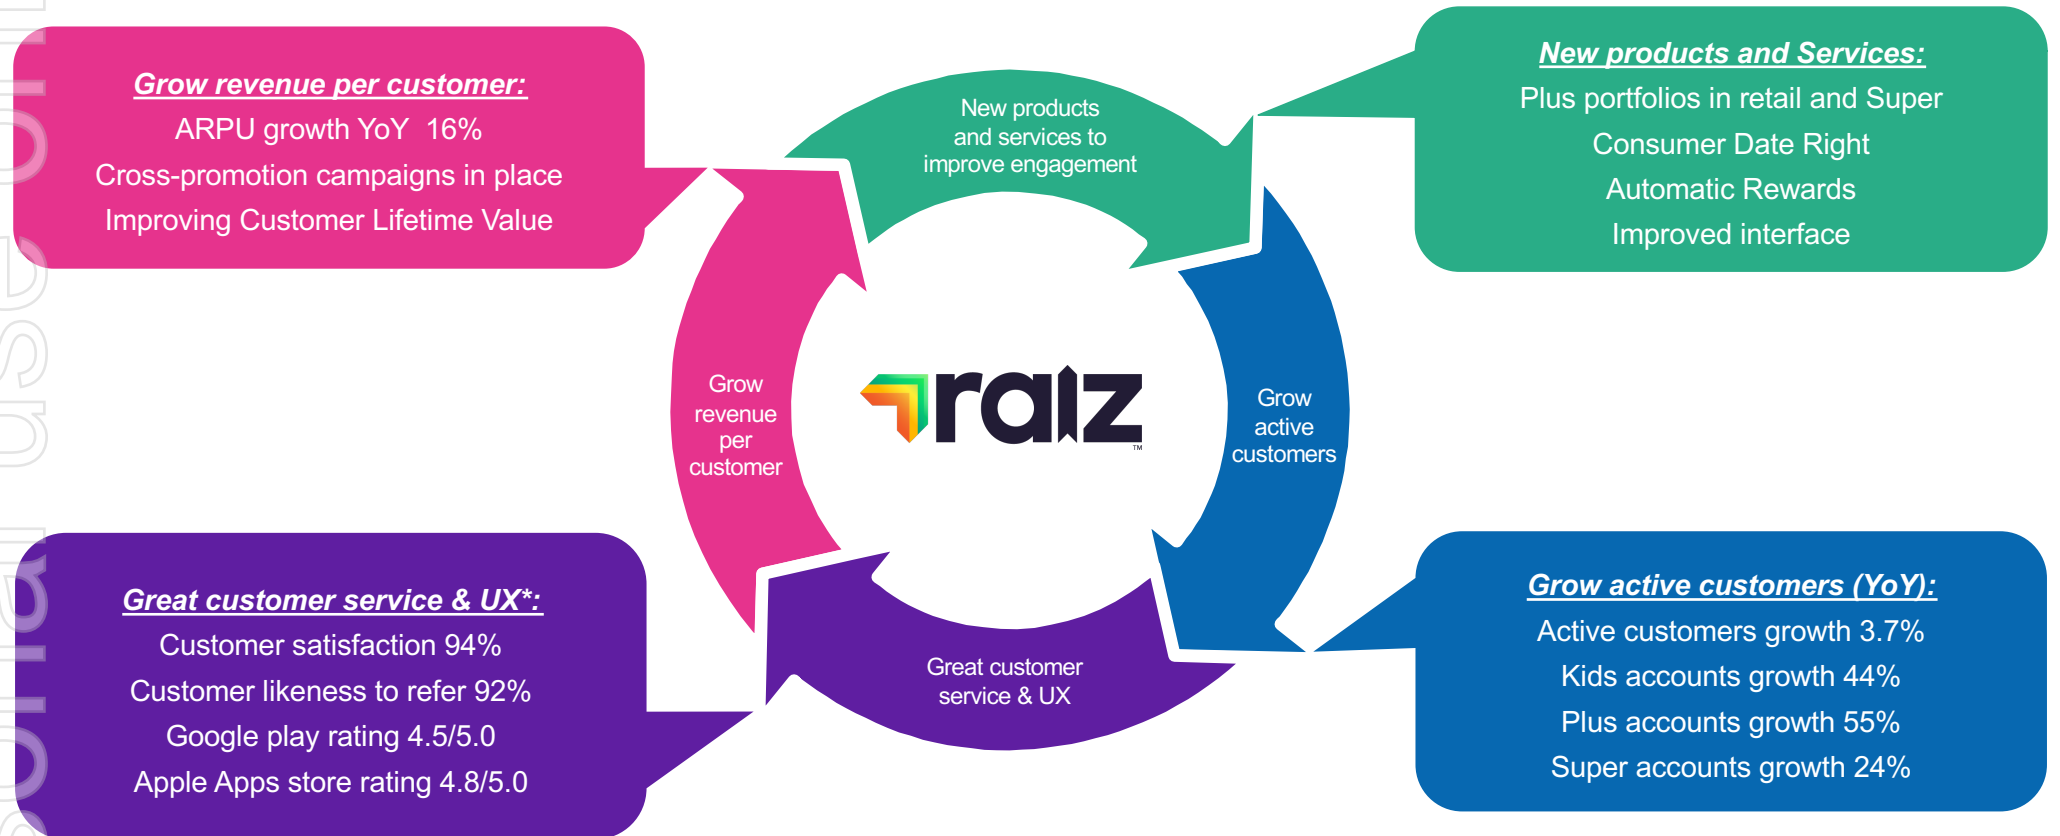 Grow revenue per customer:
ARPU growth YoY 16%
Cross-promotion campaigns in place
Improving Customer Lifetime Value
New products
and services to
improve engagement
New products and Services:
Plus portfolios in retail and Super
Consumer Date Right
Automatic Rewards
Improved interface
Grow
revenue
per
customer
raiz
TM
Grow
active
customers
Great customer service & UX*:
Customer satisfaction 94%
Customer likeness to refer 92%
Google play rating 4.5/5.0
Apple Apps store rating 4.8/5.0
Great customer
service & UX
Grow active customers (YoY):
Active customers growth 3.7%
Kids accounts growth 44%
Plus accounts growth 55%
Super accounts growth 24%